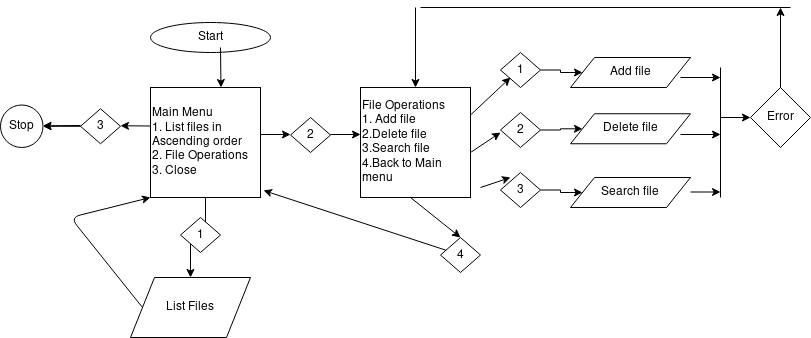 Start
Main Menu
1. List files in
Ascending order
2. File Operations
3. Close
Stop
3
2
1
List Files
File Operations
1. Add file
2.Delete file
3.Search file
4.Back to Main
menu
1
Add file
2
Delete file
3
Search file
4
Error